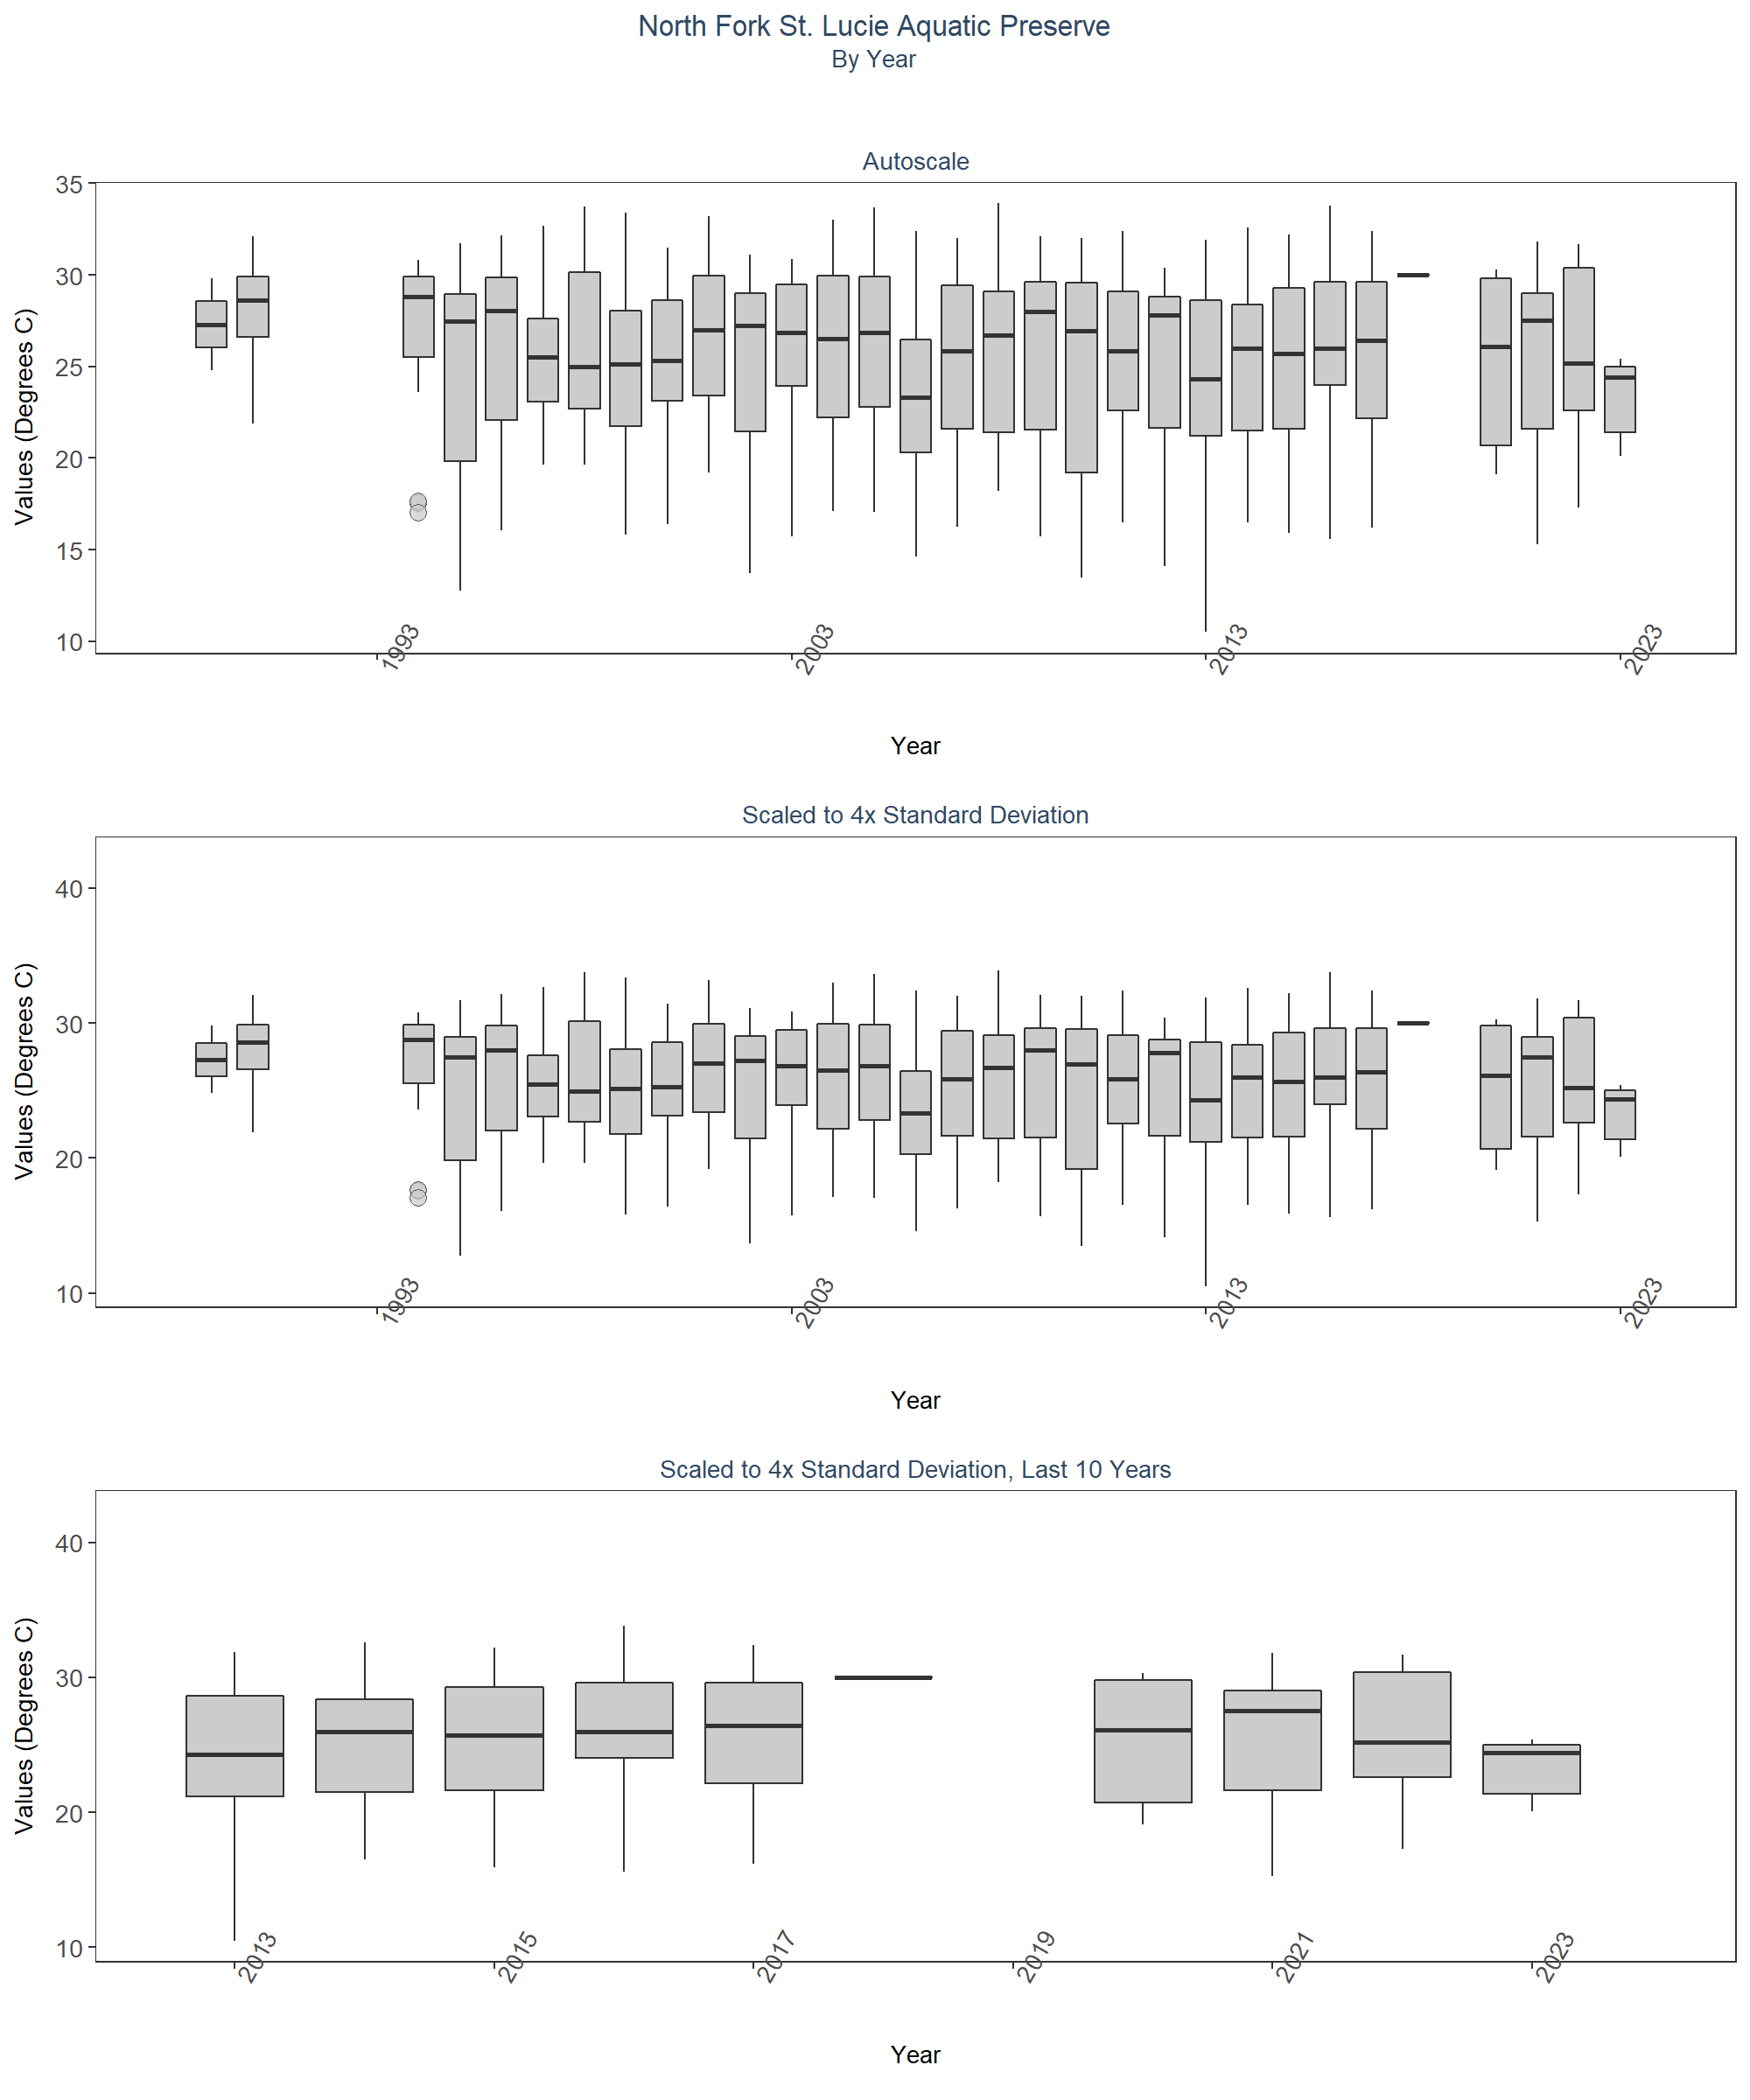 North Fork St. Lucie Aquatic Preserve
By Year
Autoscale
Values (Degrees C)
35
30
25
20
15
10
1993
2003
2013
2023
Year
Scaled to 4x Standard Deviation
Values (Degrees C)
40
30
20
10
1993
2003
2013
2023
Year
Scaled to 4x Standard Deviation, Last 10 Years
Values (Degrees C)
40
30
20
10
2013
2015
2017
2019
2021
2023
Year